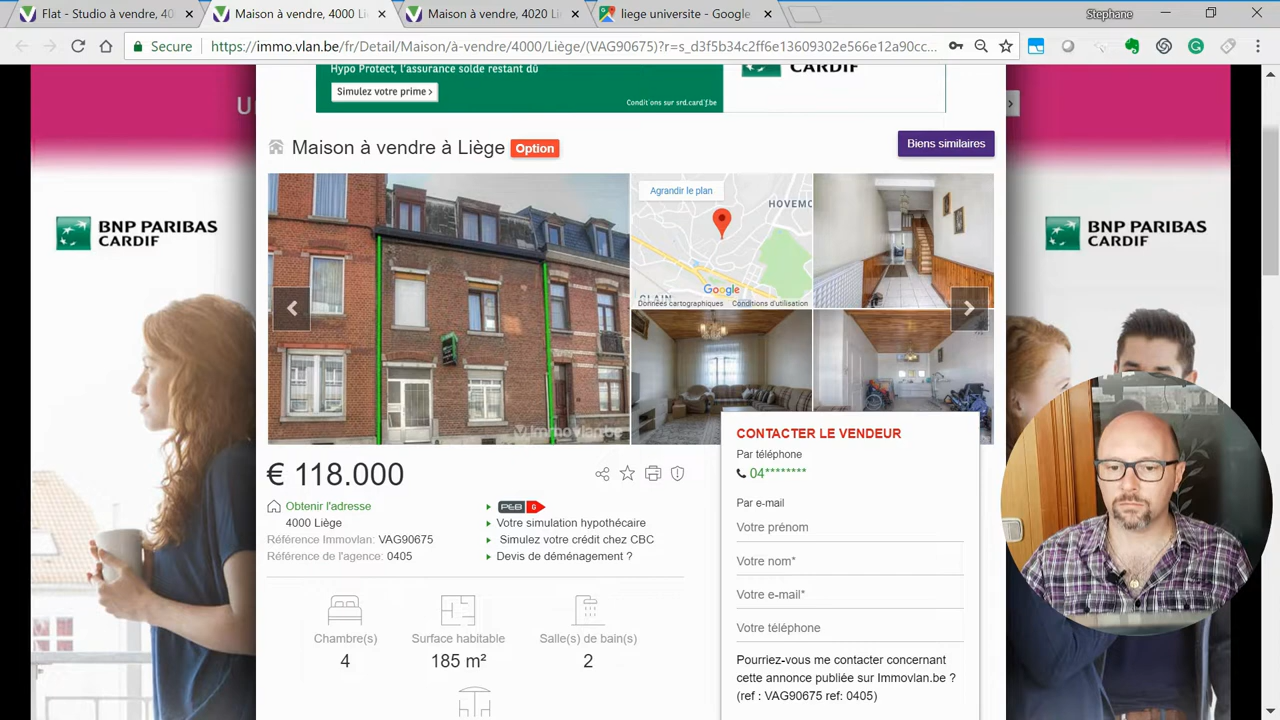 Flat - Studio à vendre, 40
Maison à vendre, 4000 Li
Maison à vendre, 4020 L
liege universite - Google
Stephane
Secure
https://immo.vlan.be/fr/Detail/Maison/à-vendre/4000/Liège/(VAG90675)?r=s_d3f5b34c2ff6e13609302e566e12a90cc...
Hypo Protect, l'assurance solde restant dû
CARDIF
Simulez votre prime >
U
Maison à vendre à Liège Option
Biens similaires
Agrandir le plan
HOVEMC
Google
Données cartographiques Conditions d'utilisation
BNP PARIBAS
CARDIF
BNP PARIBAS
CARDIF
immovlan.be
€ 118.000
Obtenir l'adresse
4000 Liège
Référence Immovlan: VAG90675
Référence de l'agence: 0405
PEB G
Votre simulation hypothécaire
Simulez votre crédit chez CBC
Devis de déménagement ?
Chambre(s)
4
Surface habitable
185 m²
Salle(s) de bain(s)
2
CONTACTER LE VENDEUR
Par téléphone
04********
Par e-mail
Votre prénom
Votre nom*
Votre e-mail*
Votre téléphone
Pourriez-vous me contacter concernant
cette annonce publiée sur Immovlan.be ?
(ref : VAG90675 ref: 0405)